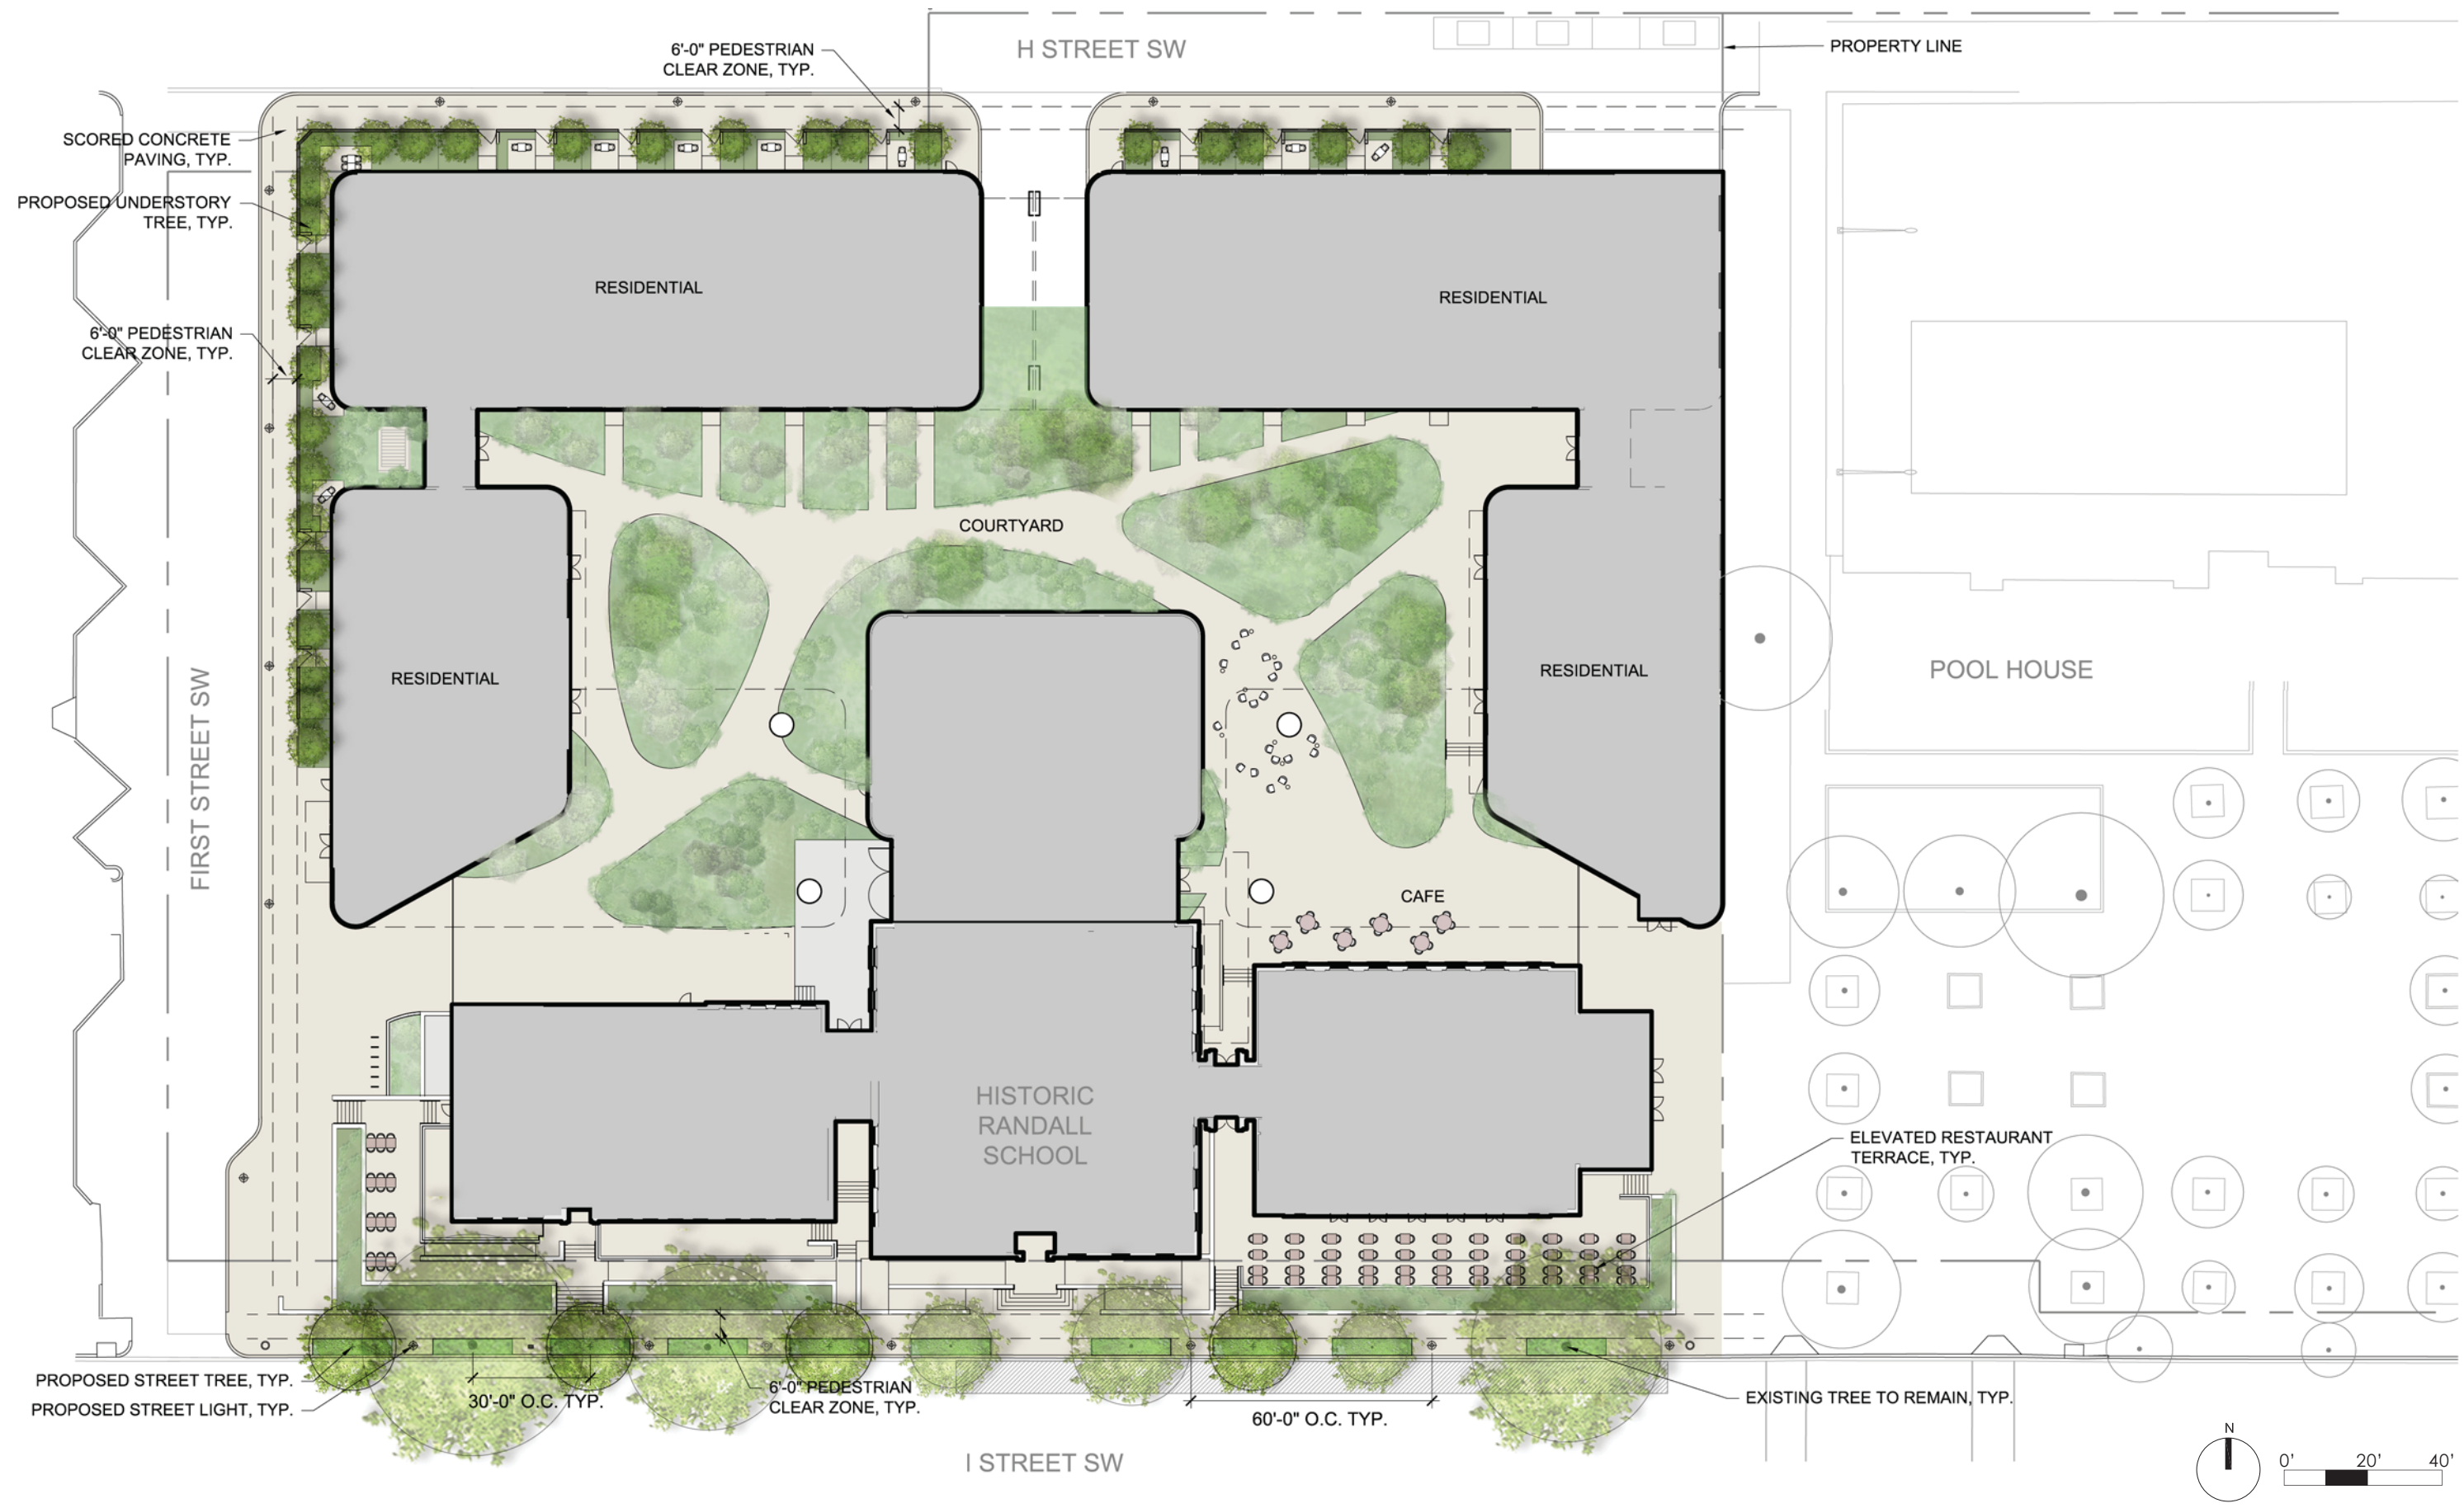 6'-0" PEDESTRIAN
CLEAR ZONE, TYP.
H STREET SW
PROPERTY LINE
SCORED CONCRETE
PAVING, TYP.
PROPOSED UNDERSTORY
TREE, TYP.
RESIDENTIAL
RESIDENTIAL
6'-0" PEDESTRIAN
CLEAR ZONE, TYP.
COURTYARD
RESIDENTIAL
RESIDENTIAL
POOL HOUSE
FIRST STREET SW
CAFE
HISTORIC
RANDALL
SCHOOL
ELEVATED RESTAURANT
TERRACE, TYP.
PROPOSED STREET TREE, TYP.
PROPOSED STREET LIGHT, TYP.
30'-0" O.C. TYP.
6'-0" PEDESTRIAN
CLEAR ZONE, TYP.
60'-0" O.C. TYP.
EXISTING TREE TO REMAIN, TYP.
I STREET SW
N
0' 20' 40'